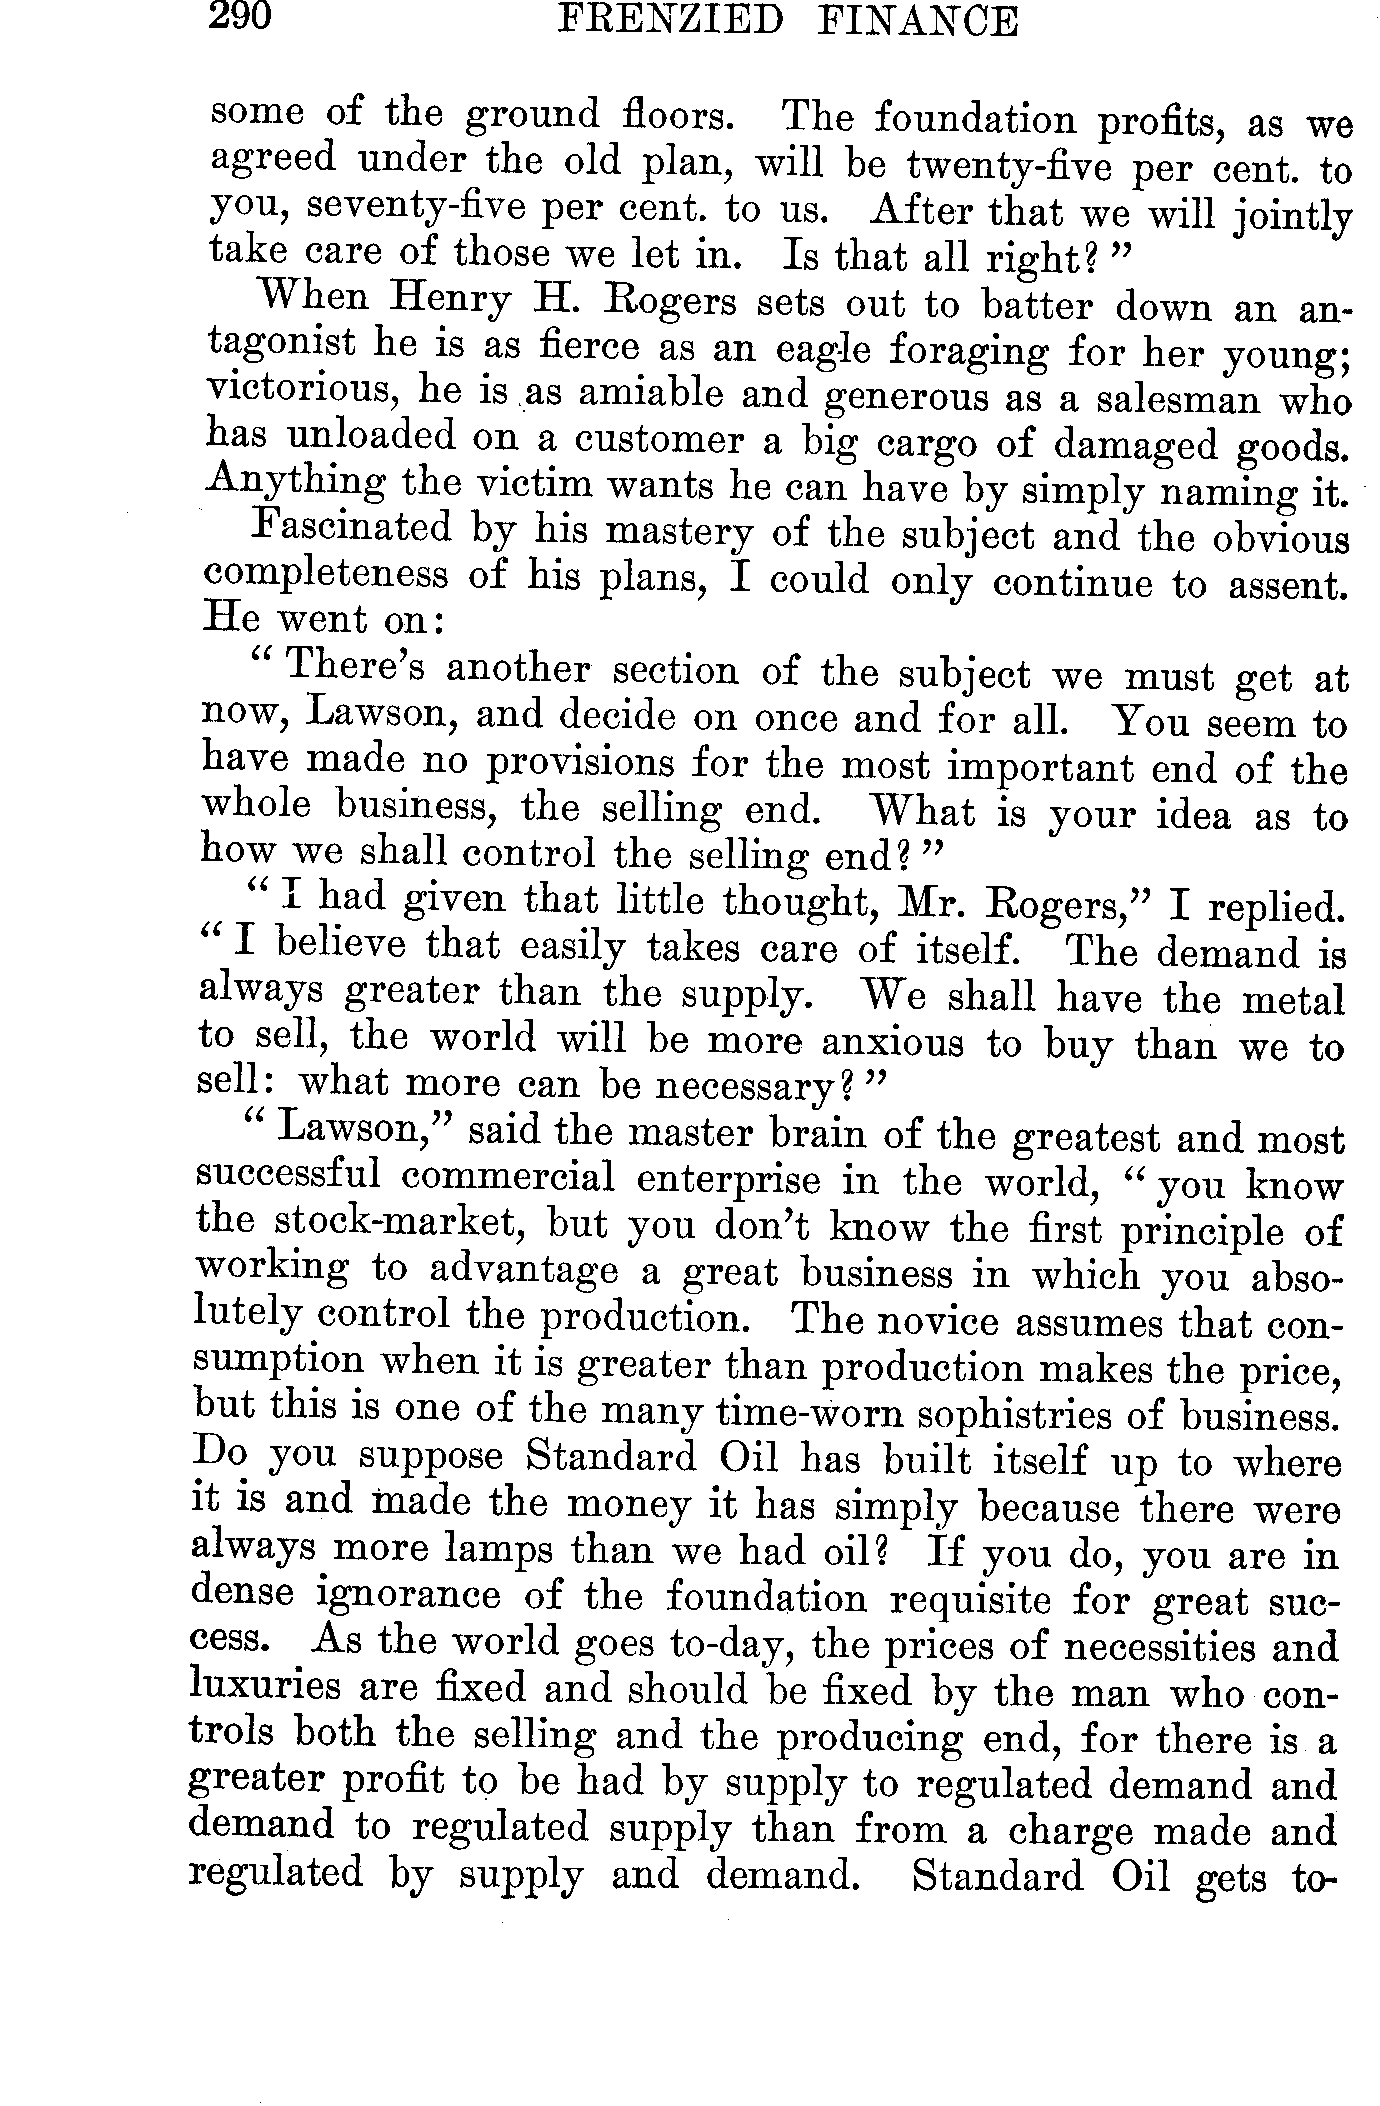 290 FRENZIED FINANCE
some of the ground floors. The foundation profits, as we
agreed under the old plan, will be twenty-five per cent. to
you, seventy-five per cent. to us. After that we will jointly
take care of those we let in. Is that all right?"
When Henry H. Rogers sets out to batter down an an-
tagonist he is as fierce as an eagle foraging for her young;
victorious, he is as amiable and generous as a salesman who
has unloaded on a customer a big cargo of damaged goods.
Anything the victim wants he can have by simply naming it.
Fascinated by his mastery of the subject and the obvious
completeness of his plans, I could only continue to assent.
He went on:
"There's another section of the subject we must get at
now, Lawson, and decide on once and for all. You seem to
have made no provisions for the most important end of the
whole business, the selling end. What is your idea as to
how we shall control the selling end?"
"I had given that little thought, Mr. Rogers," I replied.
"I believe that easily takes care of itself. The demand is
always greater than the supply. We shall have the metal
to sell, the world will be more anxious to buy than we to
sell: what more can be necessary?"
"Lawson," said the master brain of the greatest and most
successful commercial enterprise in the world, "you know
the stock-market, but you don't know the first principle of
working to advantage a great business in which you abso-
lutely control the production. The novice assumes that con-
sumption when it is greater than production makes the price,
but this is one of the many time-worn sophistries of business.
Do you suppose Standard Oil has built itself up to where
it is and made the money it has simply because there were
always more lamps than we had oil? If you do, you are in
dense ignorance of the foundation requisite for great suc-
cess. As the world goes to-day, the prices of necessities and
luxuries are fixed and should be fixed by the man who con-
trols both the selling and the producing end, for there is a
greater profit to be had by supply to regulated demand and
demand to regulated supply than from a charge made and
regulated by supply and demand. Standard Oil gets to-